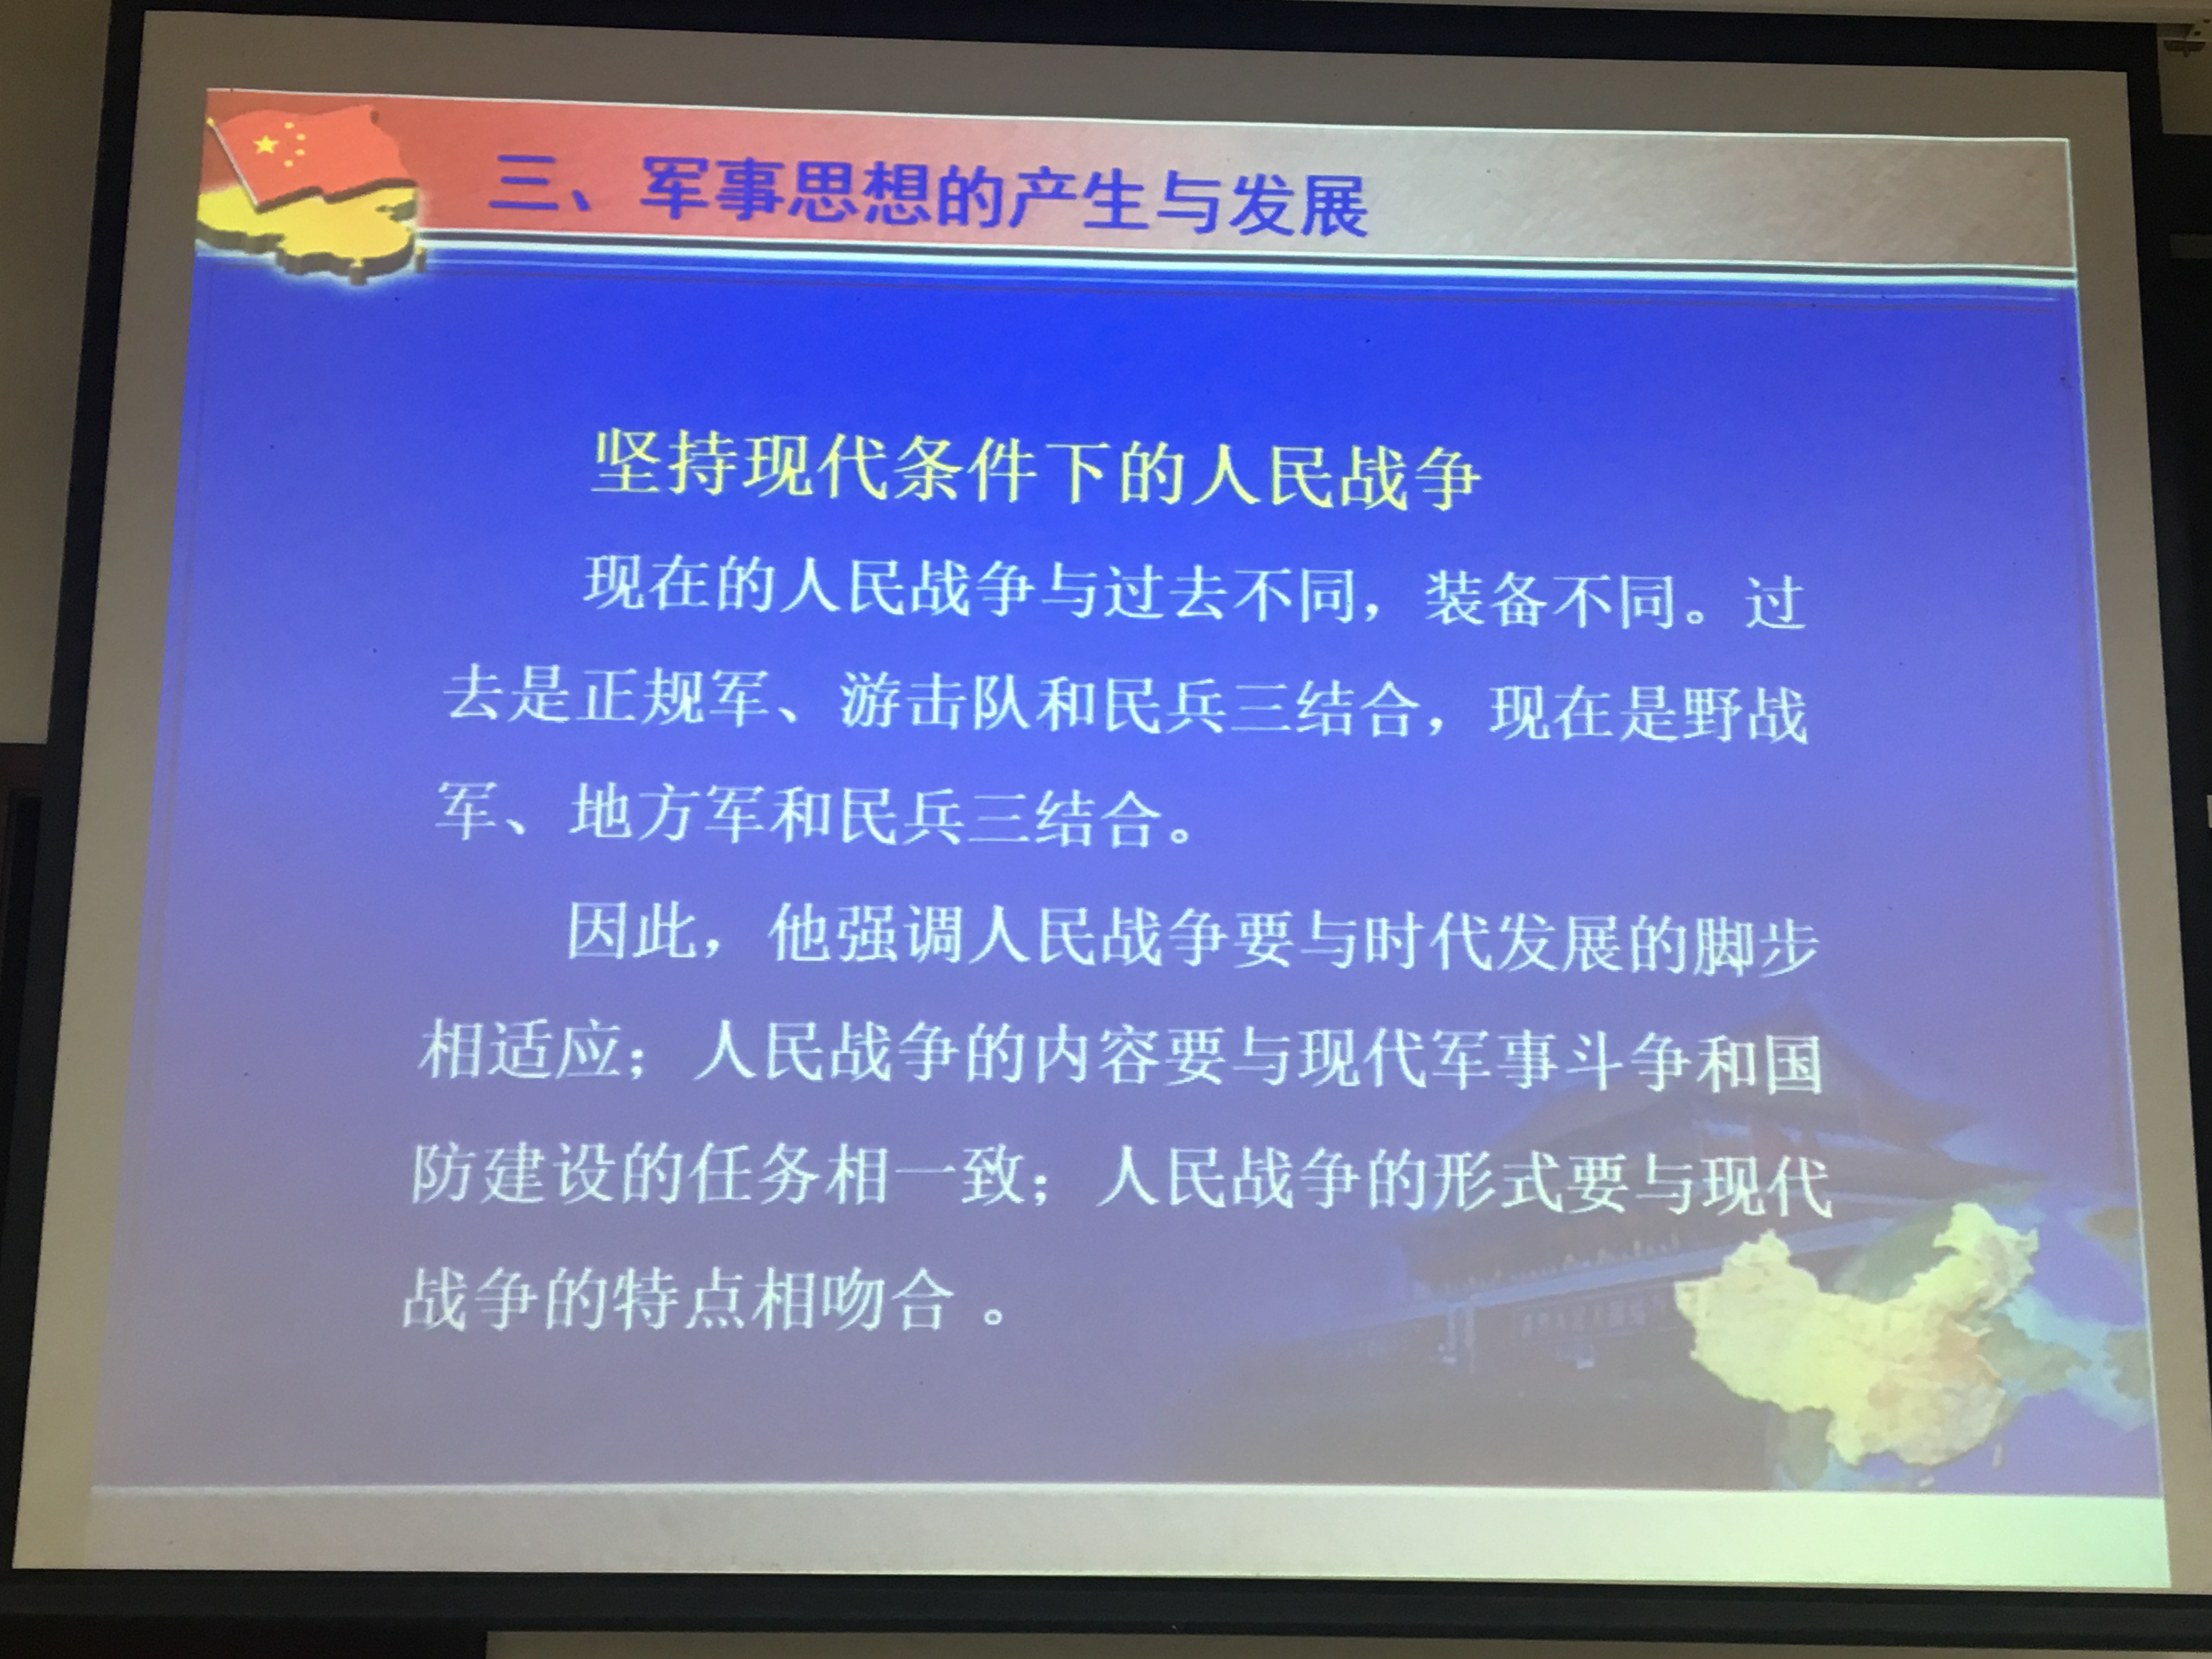 三、军事思想的产生与发展
坚持现代条件下的人民战争
现在的人民战争与过去不同，装备不同。过
去是正规军、游击队和民兵三结合，现在是野战
军、地方军和民兵三结合。
因此，他强调人民战争要与时代发展的脚步
相适应；人民战争的内容要与现代军事斗争和国
防建设的任务相一致；人民战争的形式要与现代
战争的特点相吻合 。